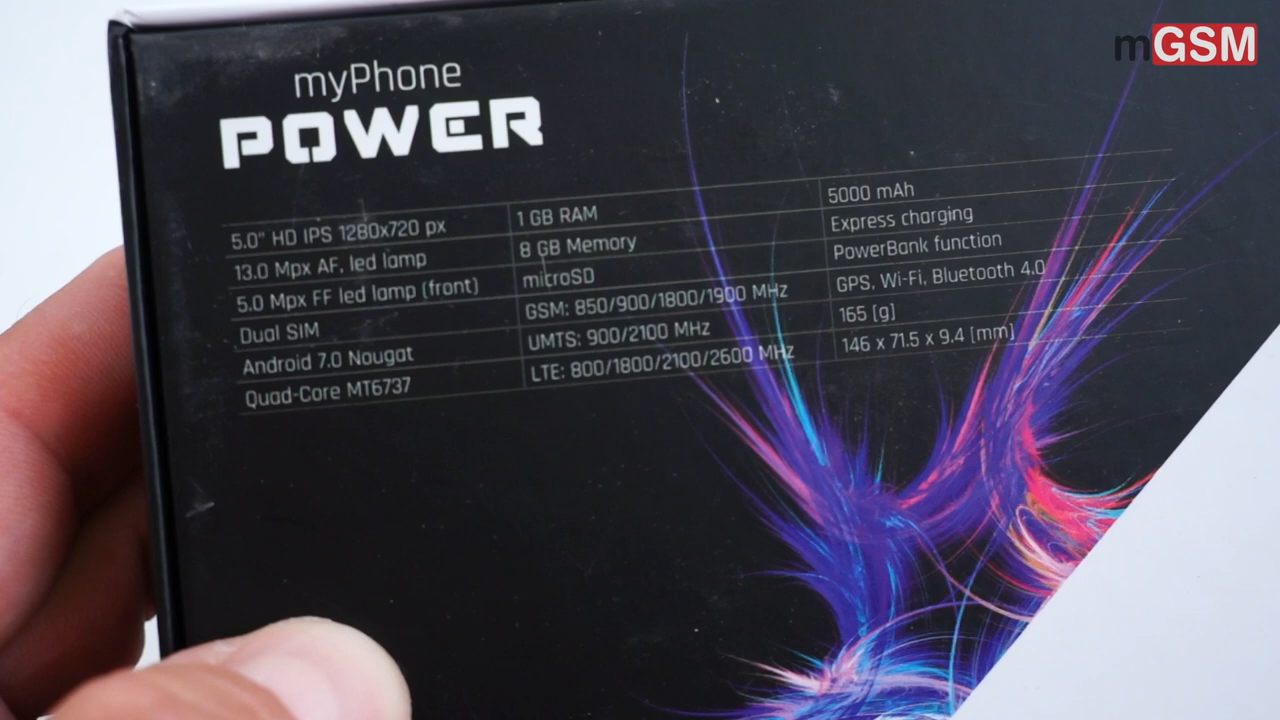 mGSM
myPhone
POWER
5.0" HD IPS 1280x720 px
13.0 Mpx AF, led lamp
5.0 Mpx FF led lamp (front)
Dual SIM
Android 7.0 Nougat
Quad-Core MT6737
1 GB RAM
8 GB Memory
microSD
GSM: 850/900/1800/1900 MHz
UMTS: 900/2100 MHz
LTE: 800/1800/2100/2600 MHz
5000 mAh
Express charging
PowerBank function
GPS, Wi-Fi, Bluetooth 4.0
165 [g]
146 x 71.5 x 9.4 [mm]